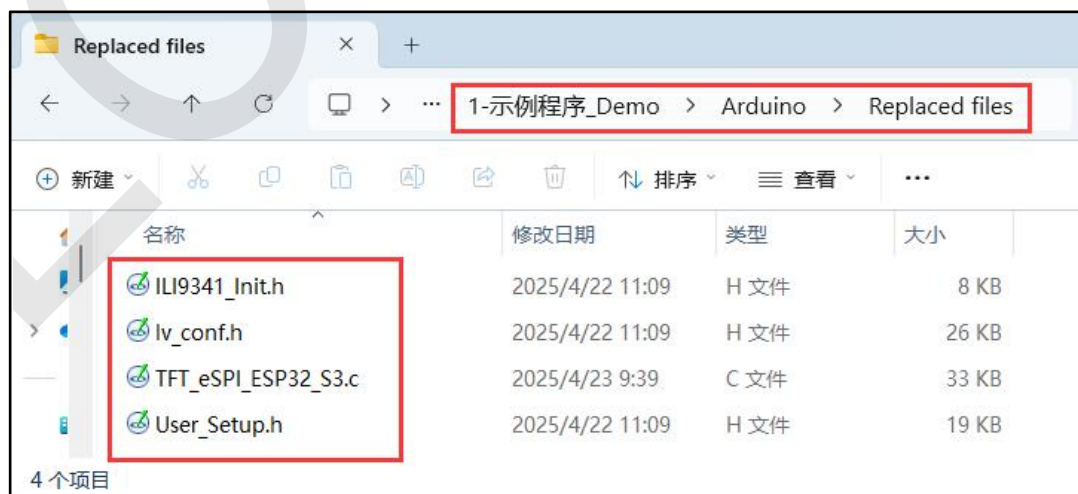 Replaced files
1-示例程序_Demo > Arduino > Replaced files
新建 排序 查看
名称 修改日期 类型 大小
ILI9341_Init.h 2025/4/22 11:09 H 文件 8 KB
lv_conf.h 2025/4/22 11:09 H 文件 26 KB
TFT_eSPI_ESP32_S3.c 2025/4/23 9:39 C 文件 33 KB
User_Setup.h 2025/4/22 11:09 H 文件 19 KB
4 个项目